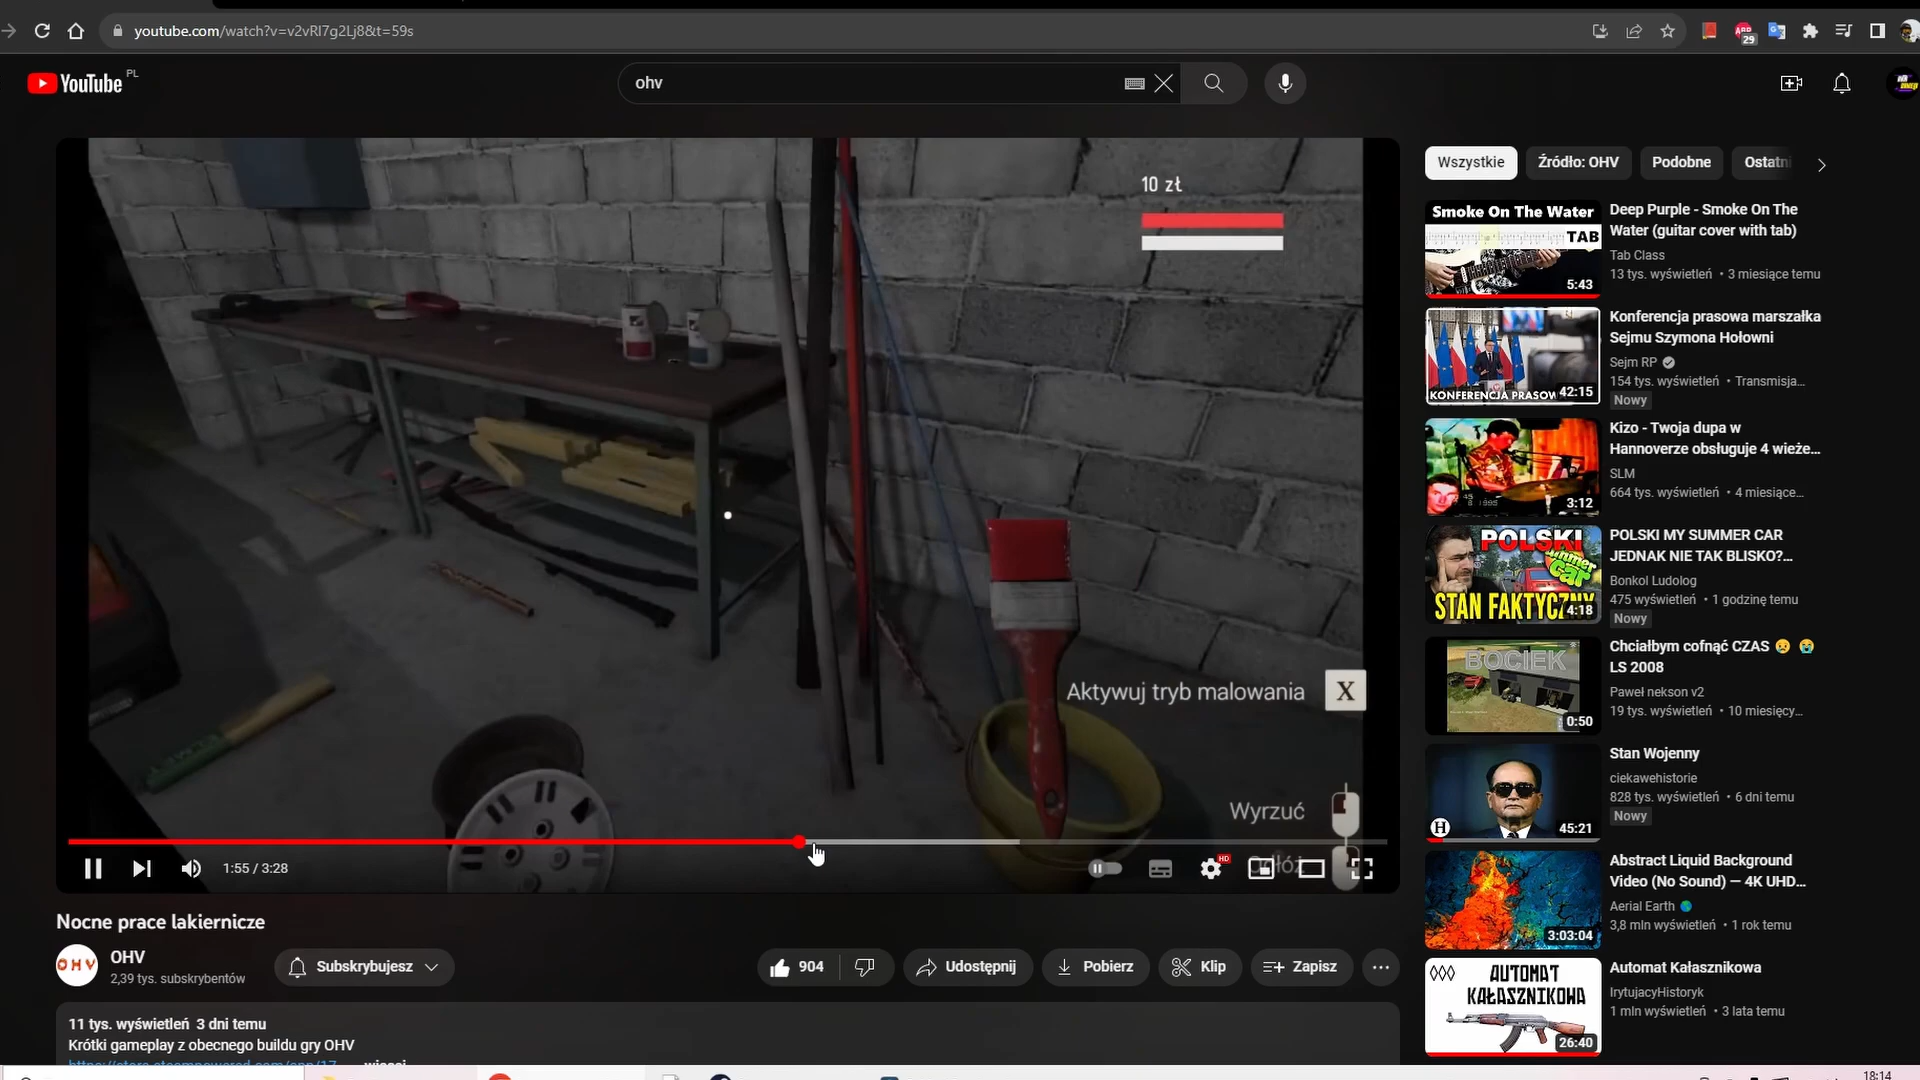 youtube.com/watch?v=v2vRl7g2Lj8&t=59s
29
YouTube PL
ohv
10 zł
Aktywuj tryb malowania X
Wyrzuć
1:55 / 3:28
HD
Nocne prace lakiernicze
OHV
OHV
2,39 tys. subskrybentów
Subskrybujesz
904
Udostępnij
Pobierz
Klip
Zapisz
11 tys. wyświetleń 3 dni temu
Krótki gameplay z obecnego buildu gry OHV
Wszystkie
Źródło: OHV
Podobne
Smoke On The Water
TAB
5:43
Deep Purple - Smoke On The
Water (guitar cover with tab)
Tab Class
13 tys. wyświetleń • 3 miesiące temu
KONFERENCJA
42:15
Konferencja prasowa marszałka
Sejmu Szymona Hołowni
Sejm RP
154 tys. wyświetleń • Transmisja...
Nowy
3:12
Kizo - Twoja dupa w
Hannoverze obsługuje 4 wieże...
SLM
664 tys. wyświetleń • 4 miesiące...
POLSKI
summer
car
STAN FAKTYCZNY
4:18
POLSKI MY SUMMER CAR
JEDNAK NIE TAK BLISKO?...
Bonkol Ludolog
475 wyświetleń • 1 godzinę temu
Nowy
BOCIEK
0:50
Chciałbym cofnąć CZAS 😢 😭
LS 2008
Paweł nekson v2
19 tys. wyświetleń • 10 miesięcy...
H
45:21
Stan Wojenny
ciekawehistorie
828 tys. wyświetleń • 6 dni temu
Nowy
3:03:04
Abstract Liquid Background
Video (No Sound) — 4K UHD...
Aerial Earth
3,8 mln wyświetleń • 1 rok temu
AUTOMAT
KAŁASZNIKOWA
26:40
Automat Kałasznikowa
IrytujacyHistoryk
1 mln wyświetleń • 3 lata temu
18:14